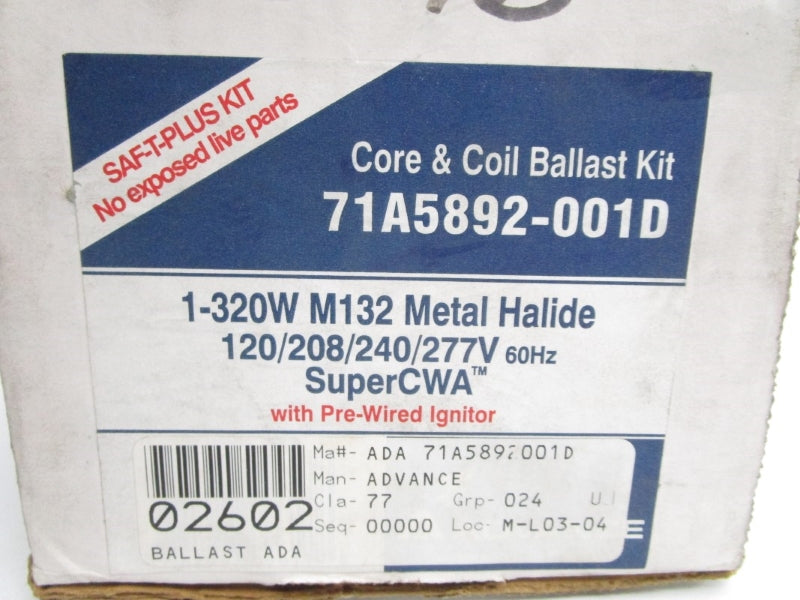 SAF-T-PLUS KIT
No exposed live parts
Core & Coil Ballast Kit
71A5892-001D
1-320W M132 Metal Halide
120/208/240/277V 60Hz
SuperCWA™
with Pre-Wired Ignitor
Ma#- ADA 71A5892001D
Man- ADVANCE
Cla- 77 Grp- 024
02602
Seq- 00000 Loc- M-L03-04
BALLAST ADA